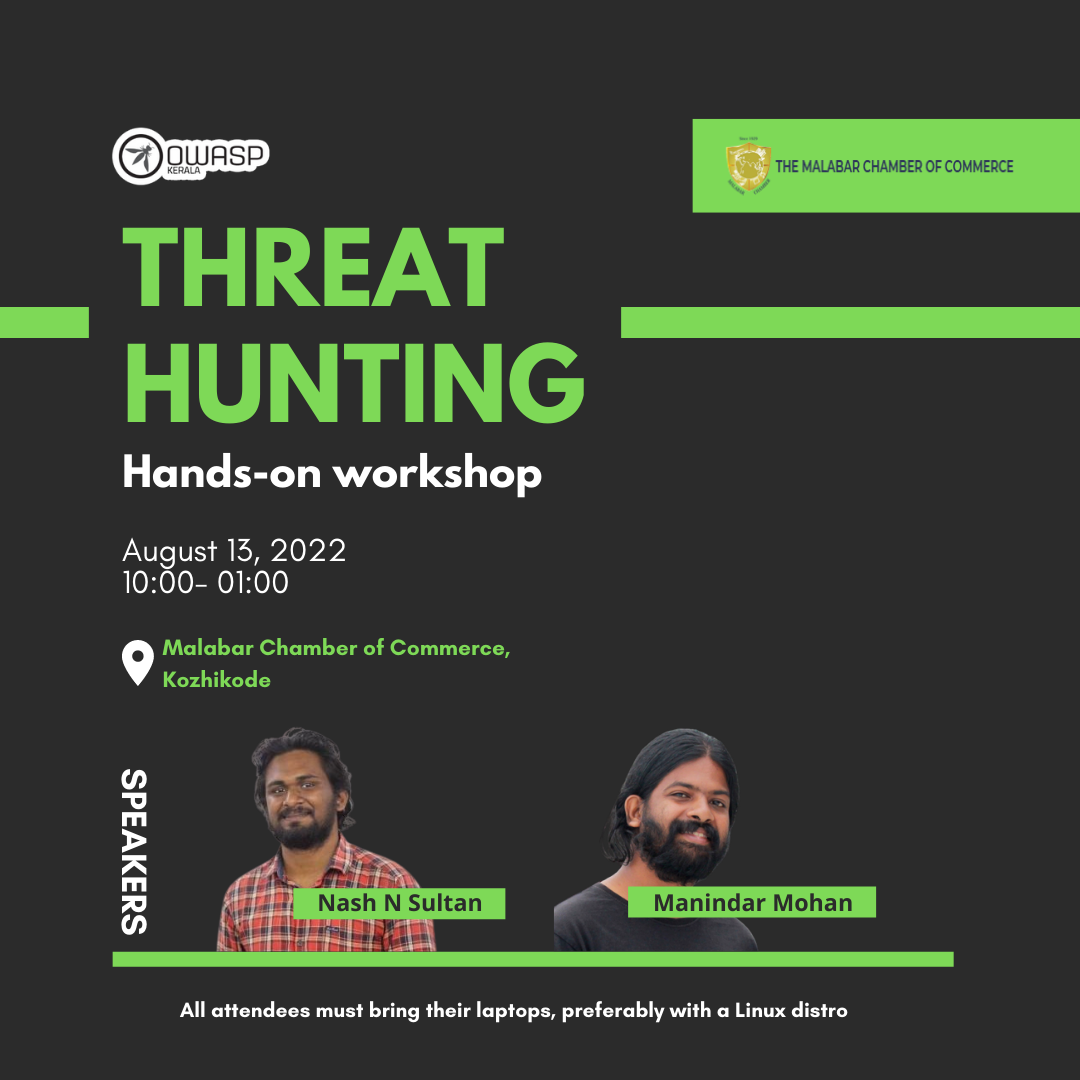 OWASP
KERALA
THE MALABAR CHAMBER OF COMMERCE
THREAT
HUNTING
Hands-on workshop
August 13, 2022
10:00- 01:00
Malabar Chamber of Commerce,
Kozhikode
SPEAKERS
Nash N Sultan
Manindar Mohan
All attendees must bring their laptops, preferably with a Linux distro